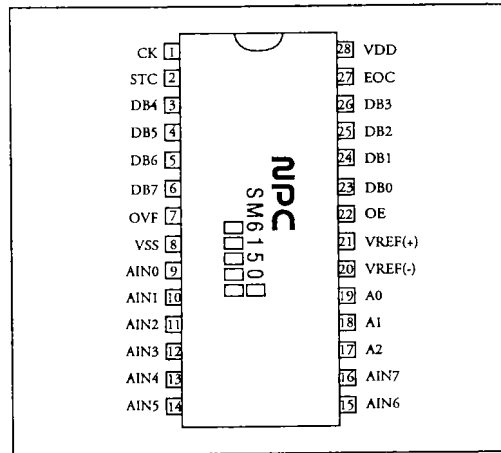 CK 1 28 VDD
STC 2 27 EOC
DB4 3 26 DB3
DB5 4 25 DB2
DB6 5 24 DB1
DB7 6 23 DB0
OVF 7 22 OE
VSS 8 21 VREF(+)
AIN0 9 20 VREF(-)
AIN1 10 19 A0
AIN2 11 18 A1
AIN3 12 17 A2
AIN4 13 16 AIN7
AIN5 14 15 AIN6
NPC
SM6150